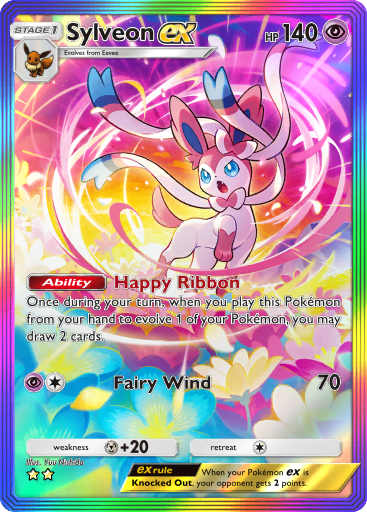 STAGE 1
Sylveon ex
HP 140
Evolves from Eevee
Ability Happy Ribbon
Once during your turn, when you play this Pokémon
from your hand to evolve 1 of your Pokémon, you may
draw 2 cards.
Fairy Wind 70
weakness +20 retreat
Illus.
ex rule
When your Pokémon ex is
Knocked Out, your opponent gets 2 points.